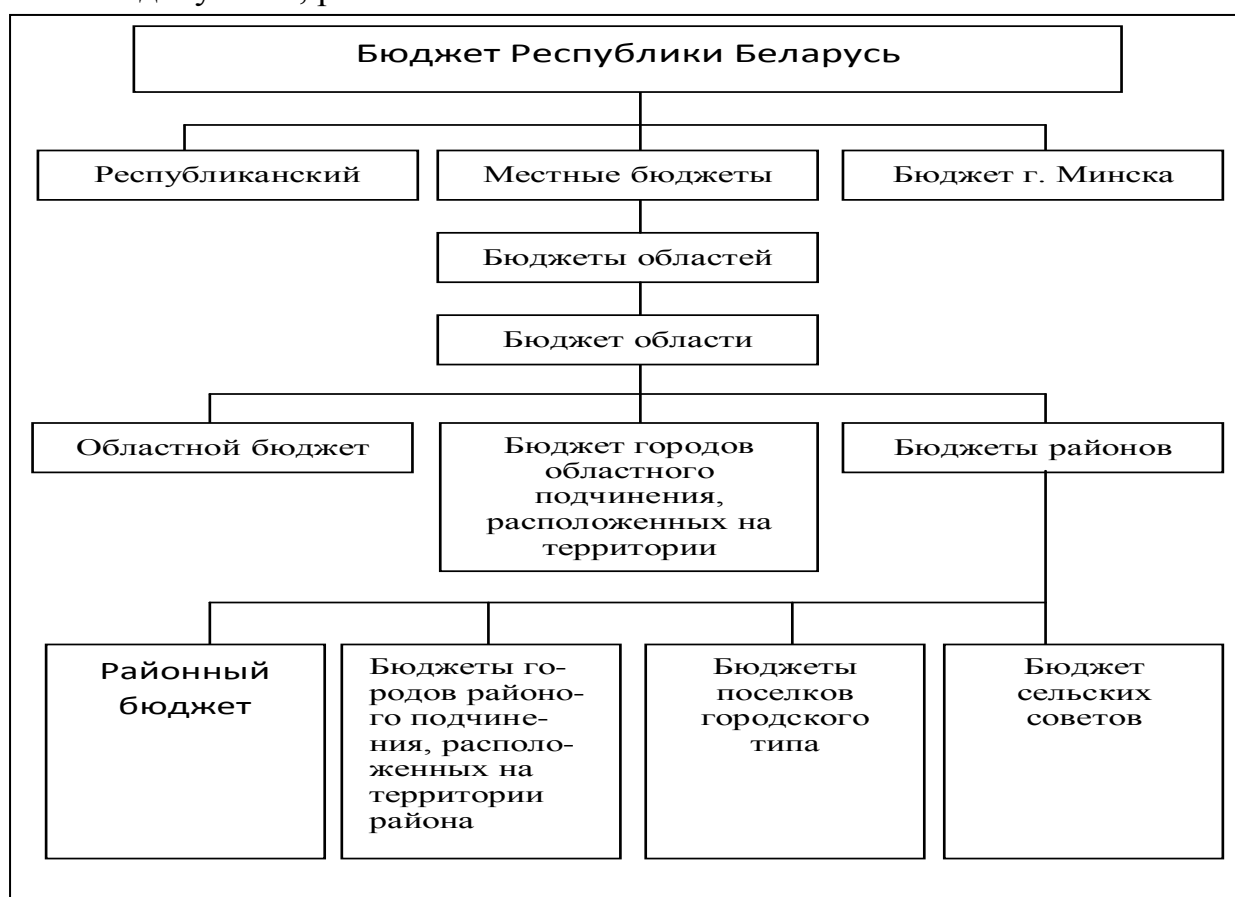 Бюджет Республики Беларусь
Республиканский
Местные бюджеты
Бюджет г. Минска
Бюджеты областей
Бюджет области
Областной бюджет
Бюджет городов
областного
подчинения,
расположенных на
территории
Бюджеты районов
Районный
бюджет
Бюджеты го-
родов районо-
го подчине-
ния, располо-
женных на
территории
района
Бюджеты
поселков
городского
типа
Бюджет
сельских
советов